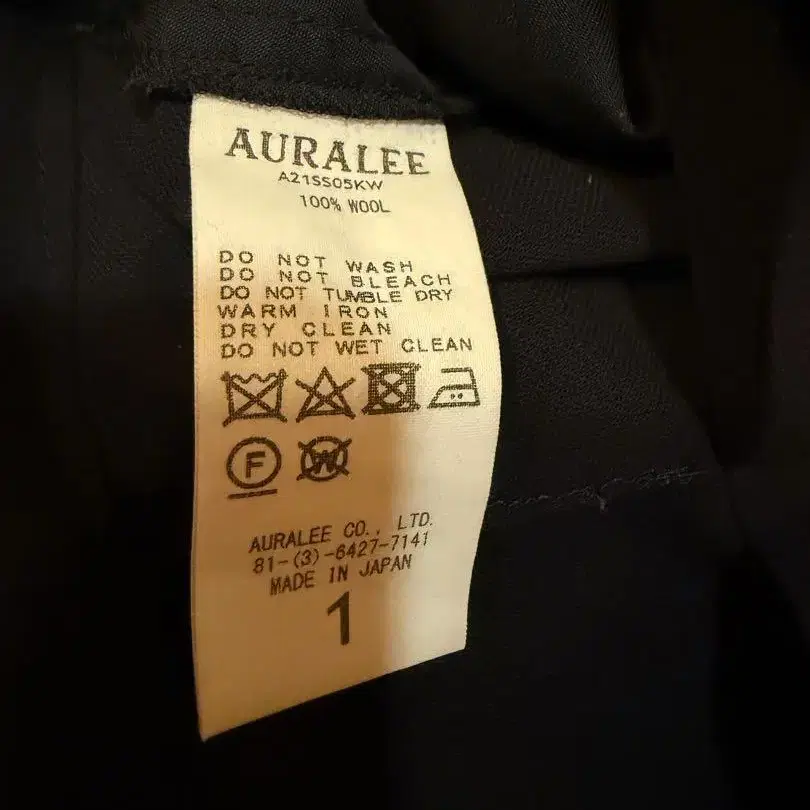 AURALEE
A21SS05KW
100% WOOL
DO NOT WASH
DO NOT BLEACH
DO NOT TUMBLE DRY
WARM IRON
DRY CLEAN
DO NOT WET CLEAN
F
W
AURALEE CO., LTD.
81-(3)-6427-7141
MADE IN JAPAN
1